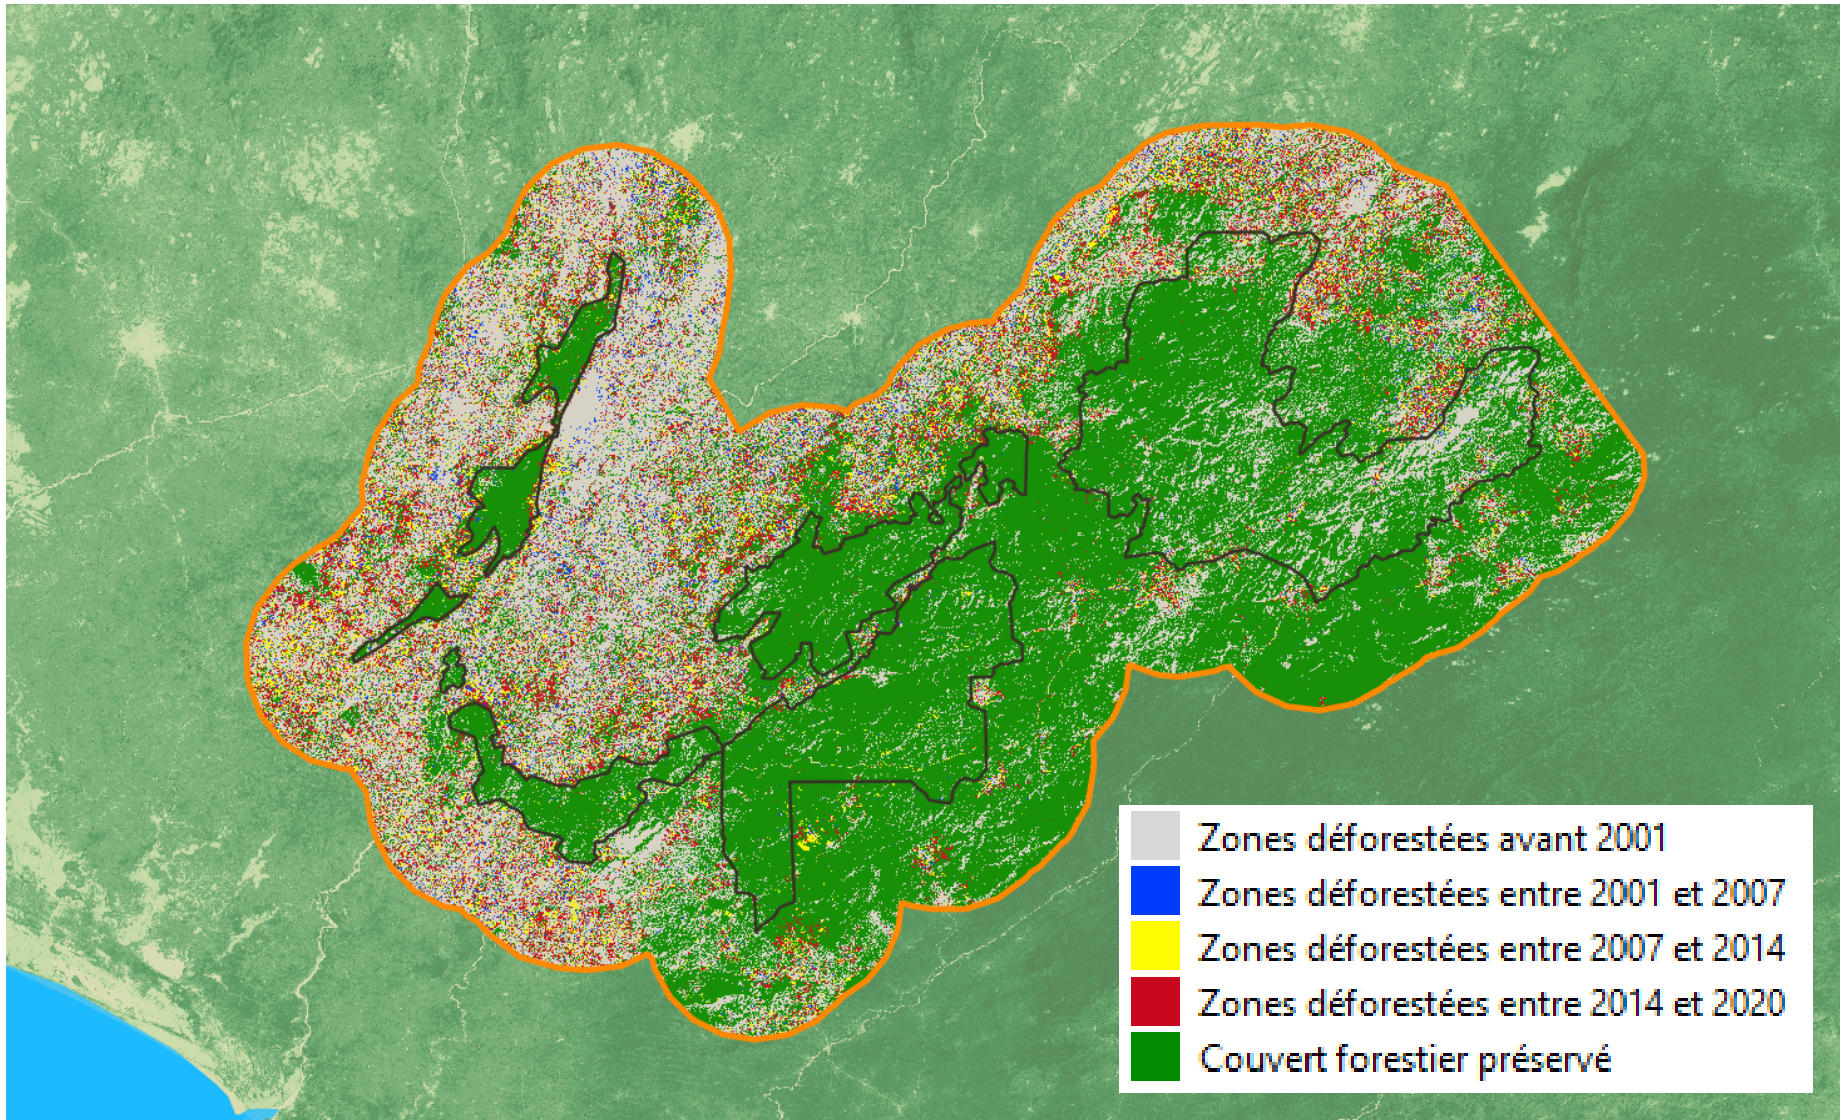 Zones déforestées avant 2001
Zones déforestées entre 2001 et 2007
Zones déforestées entre 2007 et 2014
Zones déforestées entre 2014 et 2020
Couvert forestier préservé